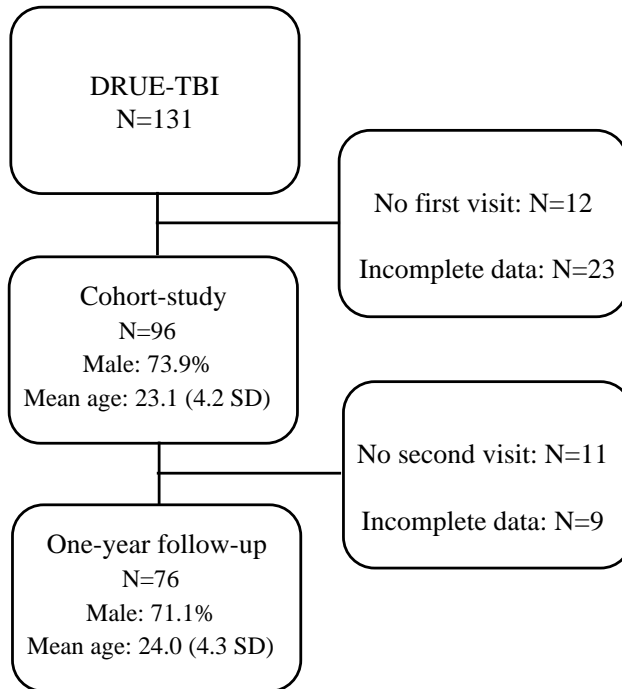 DRUE-TBI
N=131
No first visit: N=12
Incomplete data: N=23
Cohort-study
N=96
Male: 73.9%
Mean age: 23.1 (4.2 SD)
No second visit: N=11
Incomplete data: N=9
One-year follow-up
N=76
Male: 71.1%
Mean age: 24.0 (4.3 SD)